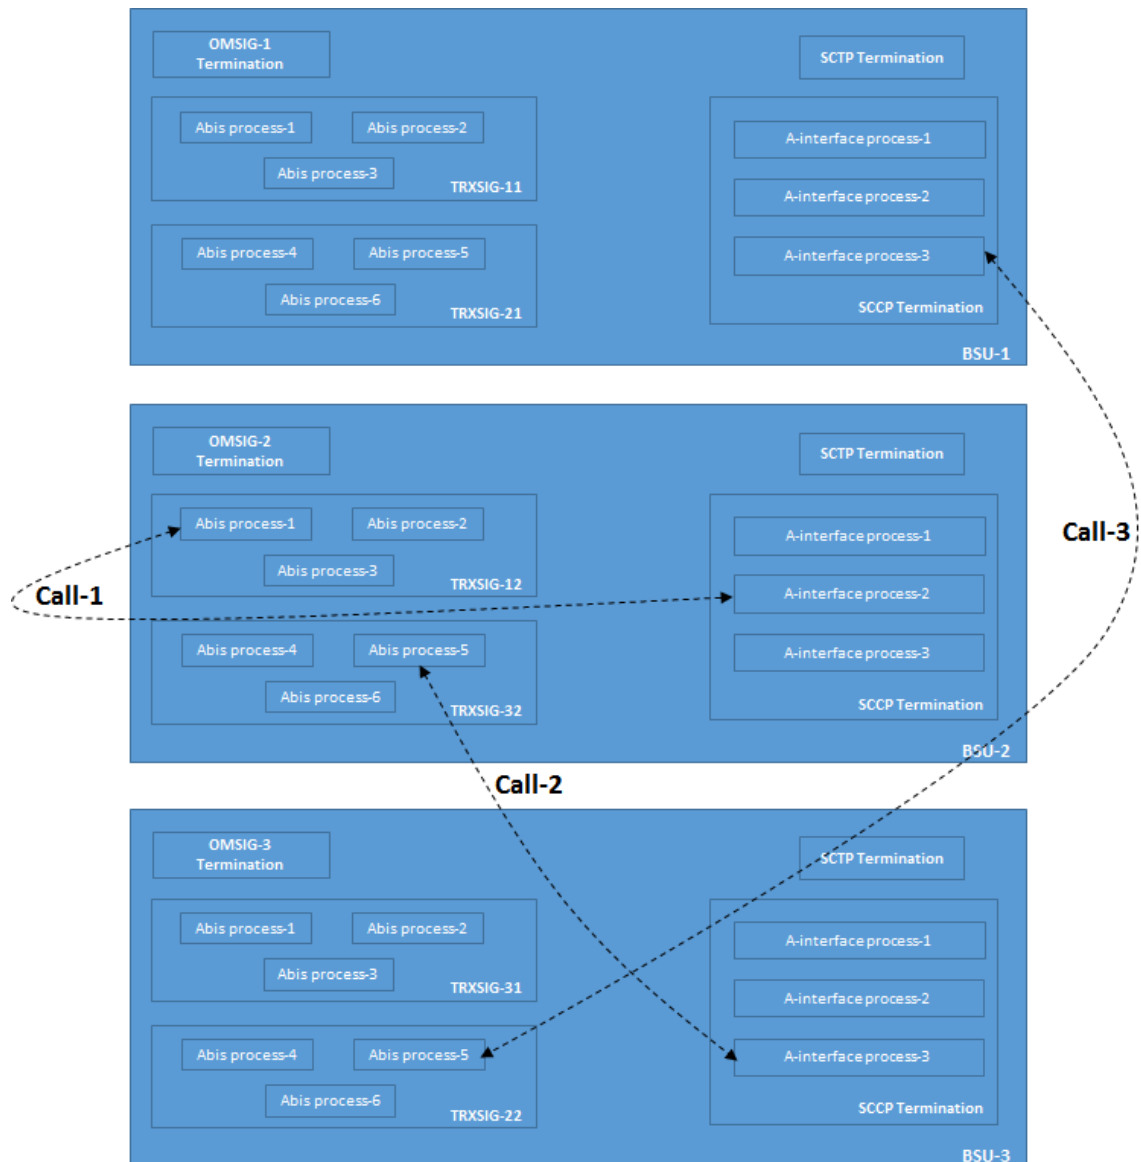 OMSIG-1
Termination
SCTP Termination
Abis process-1
Abis process-2
Abis process-3
TRXSIG-11
A-interface process-1
A-interface process-2
A-interface process-3
SCCP Termination
Abis process-4
Abis process-5
Abis process-6
TRXSIG-21
BSU-1
OMSIG-2
Termination
SCTP Termination
Abis process-1
Abis process-2
Abis process-3
TRXSIG-12
A-interface process-1
A-interface process-2
A-interface process-3
SCCP Termination
Call-1
Call-3
Abis process-4
Abis process-5
Abis process-6
TRXSIG-32
BSU-2
Call-2
OMSIG-3
Termination
SCTP Termination
Abis process-1
Abis process-2
Abis process-3
TRXSIG-31
A-interface process-1
A-interface process-2
A-interface process-3
SCCP Termination
Abis process-4
Abis process-5
Abis process-6
TRXSIG-22
BSU-3